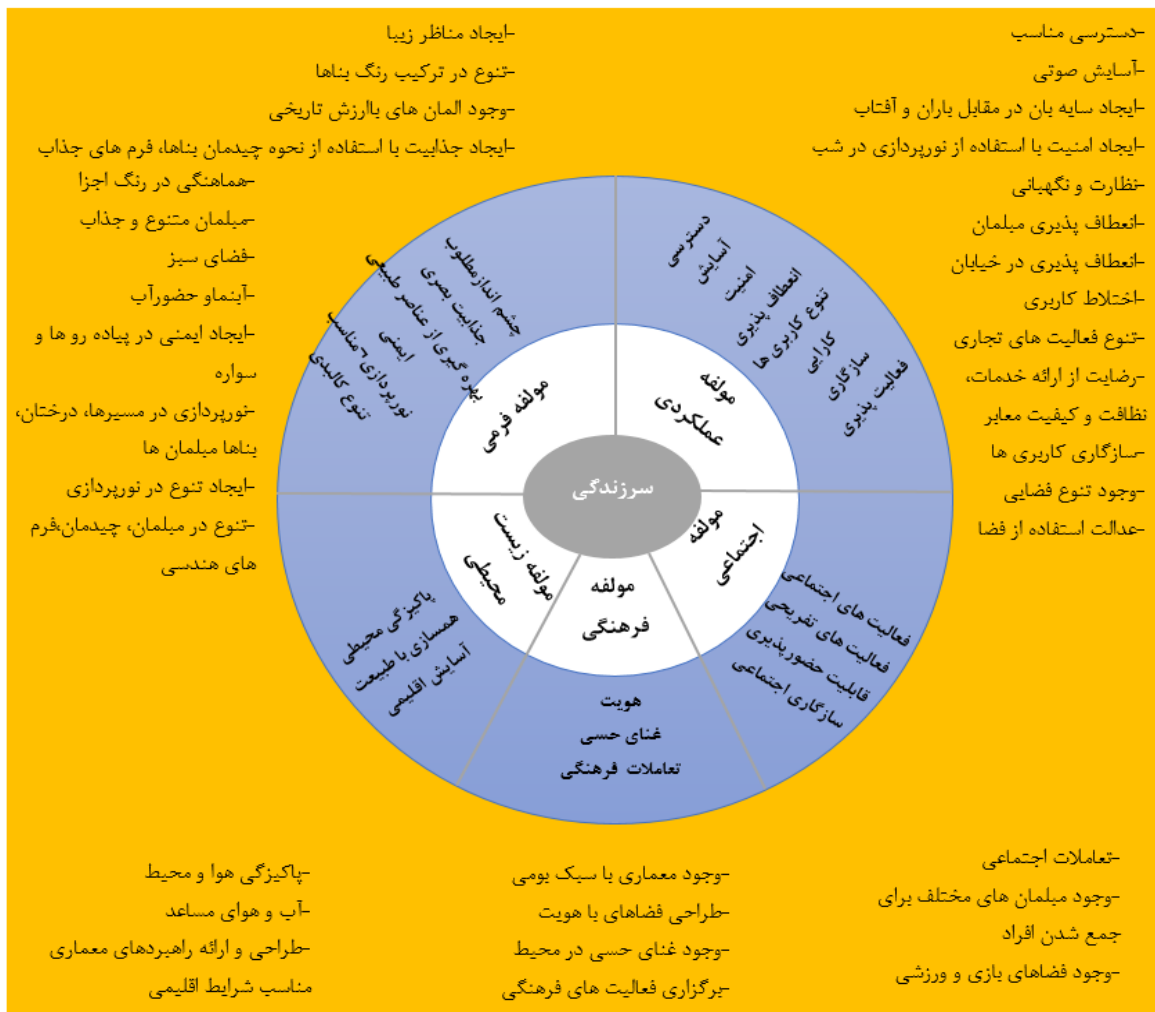 -دسترسی مناسب
-آسایش صوتی
-ایجاد سایه بان در مقابل باران و آفتاب
-ایجاد امنیت با استفاده از نورپردازی در شب
-نظارت و نگهبانی
-انعطاف پذیری مبلمان
-انعطاف پذیری در خیابان
-اختلاط کاربری
-تنوع فعالیت های تجاری
-رضایت از ارائه خدمات،
نظافت و کیفیت معابر
-سازگاری کاربری ها
-وجود تنوع فضایی
-عدالت استفاده از فضا
-ایجاد مناظر زیبا
-تنوع در ترکیب رنگ بناها
-وجود المان های باارزش تاریخی
-ایجاد جذابیت با استفاده از نحوه چیدمان بناها، فرم های جذاب
-هماهنگی در رنگ اجزا
-مبلمان متنوع و جذاب
-فضای سبز
-آبنماو حضورآب
-ایجاد ایمنی در پیاده رو ها و
سواره
-نورپردازی در مسیرها، درختان،
بناها مبلمان ها
-ایجاد تنوع در نورپردازی
-تنوع در مبلمان، چیدمان،فرم
های هندسی
دسترسی
آسایش
امنیت
انعطاف پذیری
تنوع کاربری ها
کارایی
سازگاری
فعالیت پذیری
چشم اندازمطلوب
جذابیت بصری
بهره گیری از عناصر طبیعی
ایمنی
نورپردازی مناسب
تنوع کالبدی
مولفه
عملکردی
مولفه فرمی
سرزندگی
مولفه
اجتماعی
مولفه
فرهنگی
مولفه زیست
محیطی
فعالیت های اجتماعی
فعالیت های تفریحی
قابلیت حضورپذیری
سازگاری اجتماعی
هویت
غنای حسی
تعاملات فرهنگی
پاکیزگی محیطی
همسازی با طبیعت
آسایش اقلیمی
-تعاملات اجتماعی
-وجود مبلمان های مختلف برای
جمع شدن افراد
-وجود فضاهای بازی و ورزشی
-وجود معماری با سبک بومی
-طراحی فضاهای با هویت
-وجود غنای حسی در محیط
-برگزاری فعالیت های فرهنگی
-پاکیزگی هوا و محیط
-آب و هوای مساعد
-طراحی و ارائه راهبردهای معماری
مناسب شرایط اقلیمی